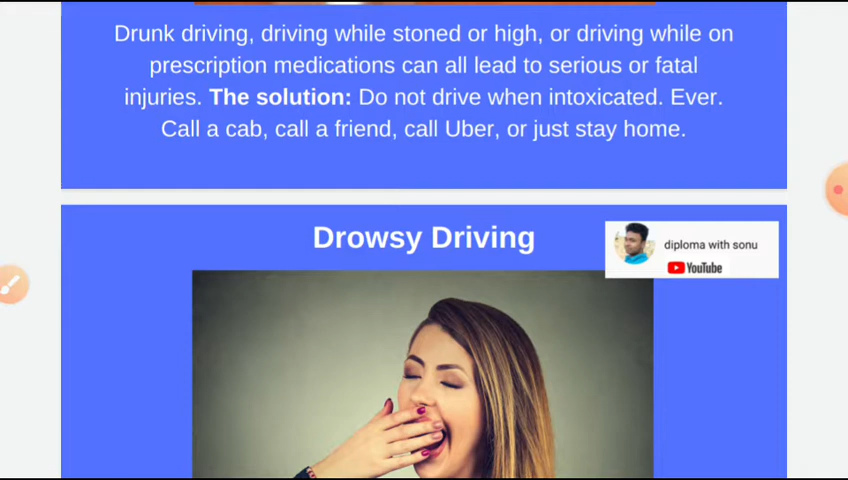 Drunk driving, driving while stoned or high, or driving while on
prescription medications can all lead to serious or fatal
injuries. The solution: Do not drive when intoxicated. Ever.
Call a cab, call a friend, call Uber, or just stay home.
Drowsy Driving
diploma with sonu
YouTube